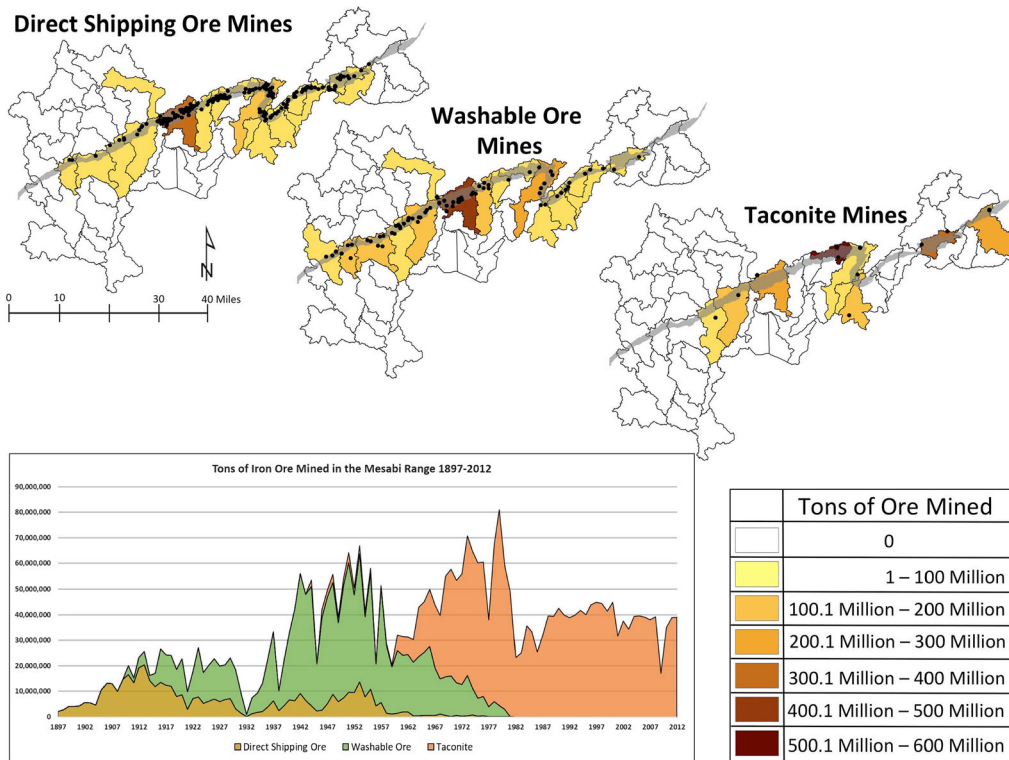 Direct Shipping Ore Mines
Washable Ore
Mines
Taconite Mines
N
0 10 20 40 Miles
Tons of Iron Ore Mined in the Mesabi Range 1897-2012
90,000,000
80,000,000
70,000,000
60,000,000
50,000,000
40,000,000
30,000,000
20,000,000
10,000,000
0
1897 1902 1907 1912 1917 1922 1927 1932 1937 1942 1947 1952 1957 1962 1967 1972 1977 1982 1987 1992 1997 2002 2007 2012
Direct Shipping Ore Washable Ore Taconite
Tons of Ore Mined
0
1 – 100 Million
100.1 Million – 200 Million
200.1 Million – 300 Million
300.1 Million – 400 Million
400.1 Million – 500 Million
500.1 Million – 600 Million